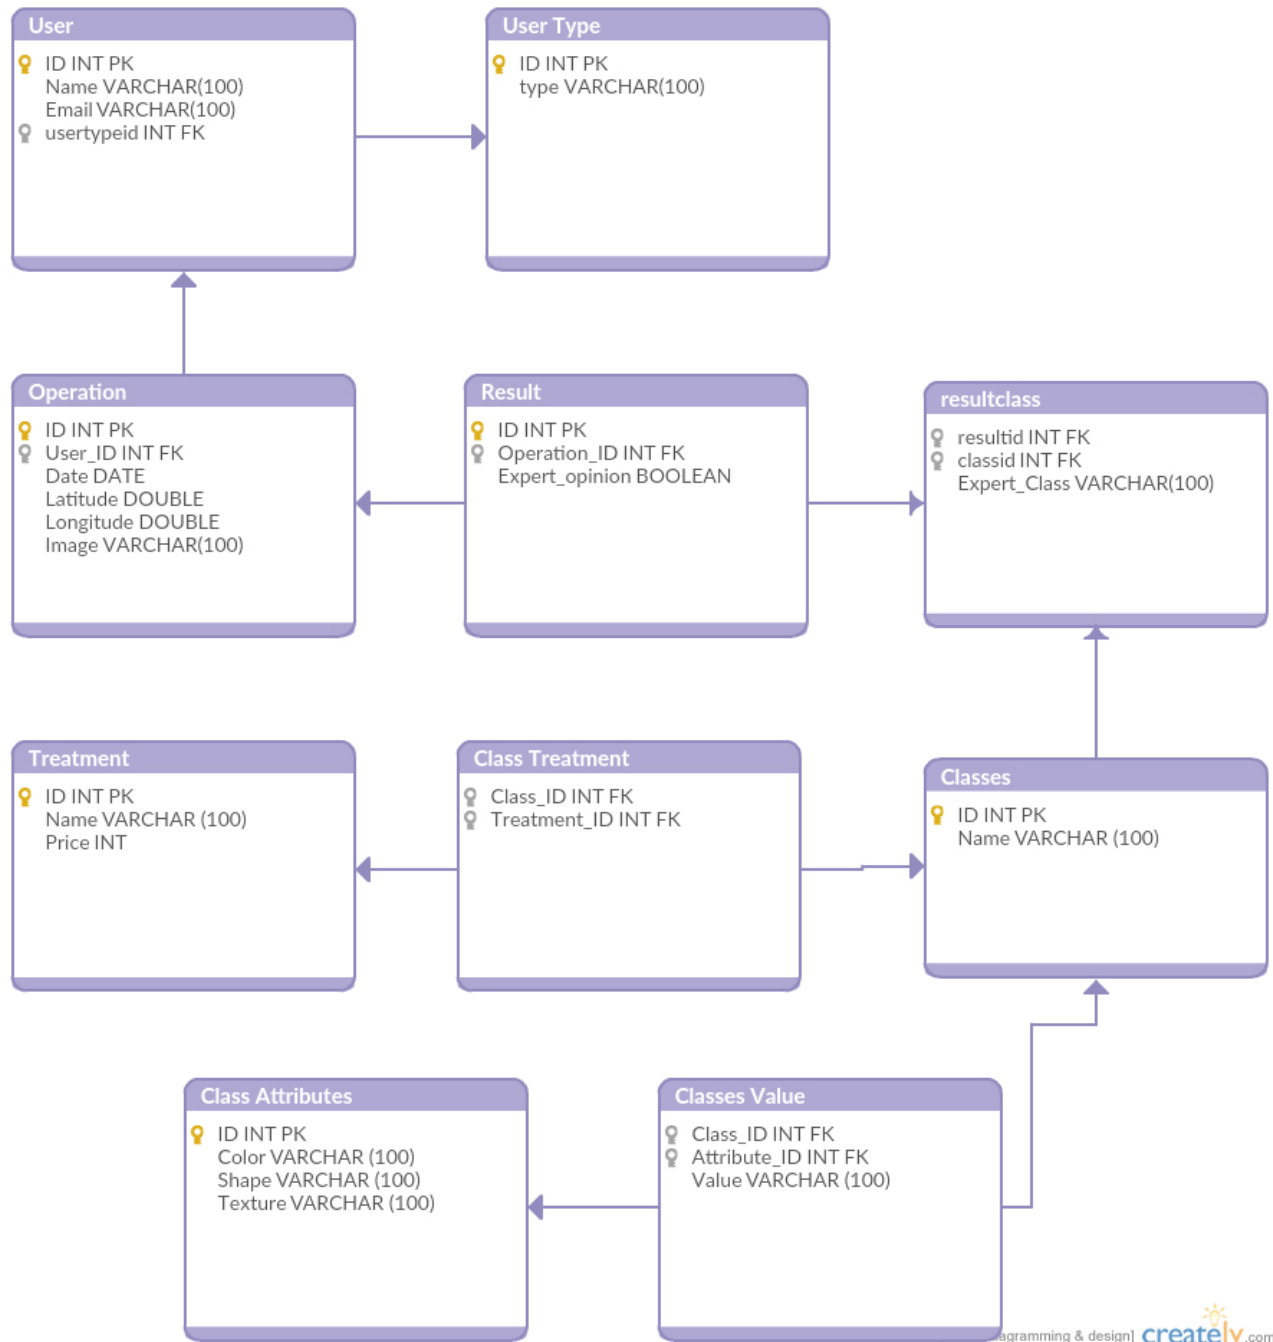 User
ID INT PK
Name VARCHAR(100)
Email VARCHAR(100)
usertypeid INT FK
User Type
ID INT PK
type VARCHAR(100)
Operation
ID INT PK
User_ID INT FK
Date DATE
Latitude DOUBLE
Longitude DOUBLE
Image VARCHAR(100)
Result
ID INT PK
Operation_ID INT FK
Expert_opinion BOOLEAN
resultclass
resultid INT FK
classid INT FK
Expert_Class VARCHAR(100)
Treatment
ID INT PK
Name VARCHAR (100)
Price INT
Class Treatment
Class_ID INT FK
Treatment_ID INT FK
Classes
ID INT PK
Name VARCHAR (100)
Class Attributes
ID INT PK
Color VARCHAR (100)
Shape VARCHAR (100)
Texture VARCHAR (100)
Classes Value
Class_ID INT FK
Attribute_ID INT FK
Value VARCHAR (100)
agramming & design] creately.com